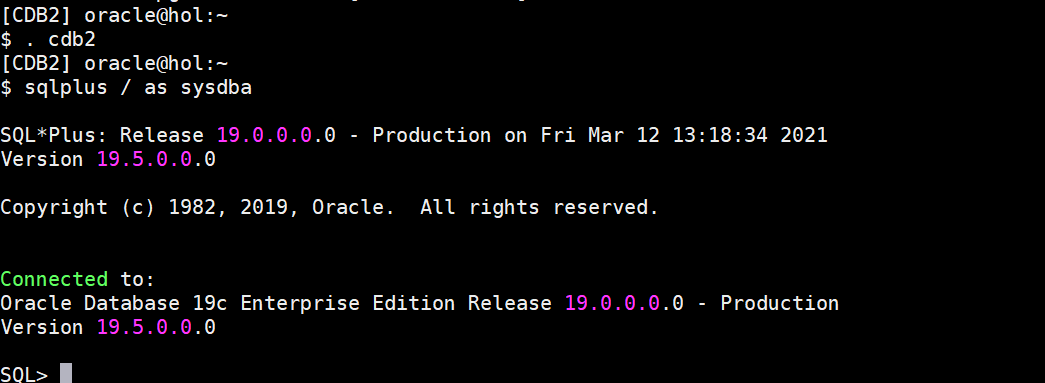 [CDB2] oracle@hol:~
$ . cdb2
[CDB2] oracle@hol:~
$ sqlplus / as sysdba
SQL*Plus: Release 19.0.0.0.0 - Production on Fri Mar 12 13:18:34 2021
Version 19.5.0.0.0
Copyright (c) 1982, 2019, Oracle.  All rights reserved.
Connected to:
Oracle Database 19c Enterprise Edition Release 19.0.0.0.0 - Production
Version 19.5.0.0.0
SQL>